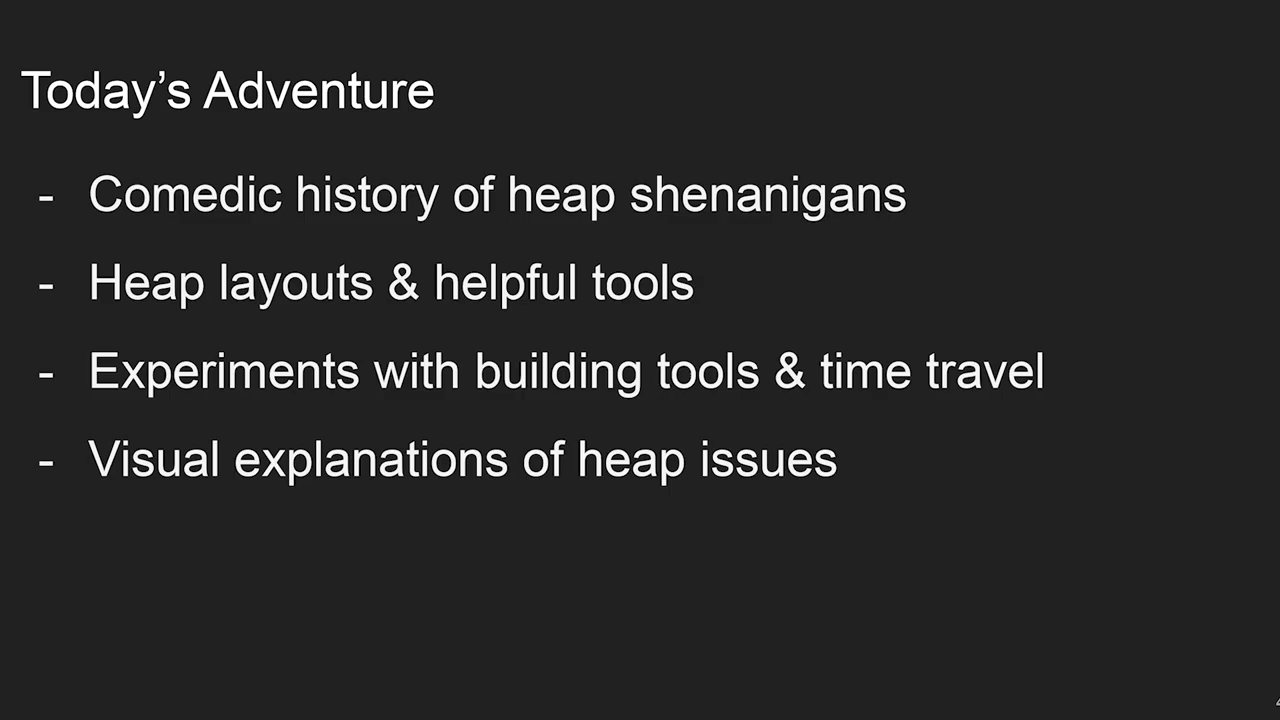 Today’s Adventure
- Comedic history of heap shenanigans
- Heap layouts & helpful tools
- Experiments with building tools & time travel
- Visual explanations of heap issues